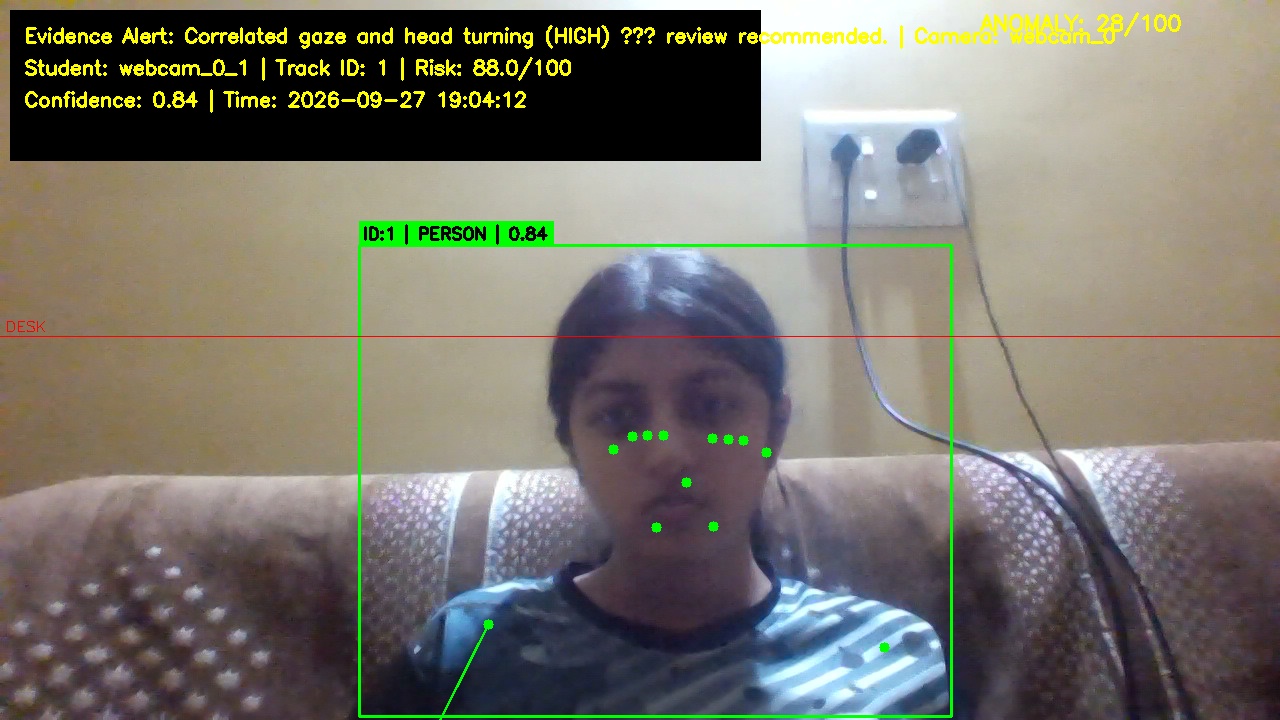 Evidence Alert: Correlated gaze and head turning (HIGH) ??? review recommended. | Camera: webcam_0
ANOMALY: 28/100
Student: webcam_0_1 | Track ID: 1 | Risk: 88.0/100
Confidence: 0.84 | Time: 2026-09-27 19:04:12
ID:1 | PERSON | 0.84
DESK